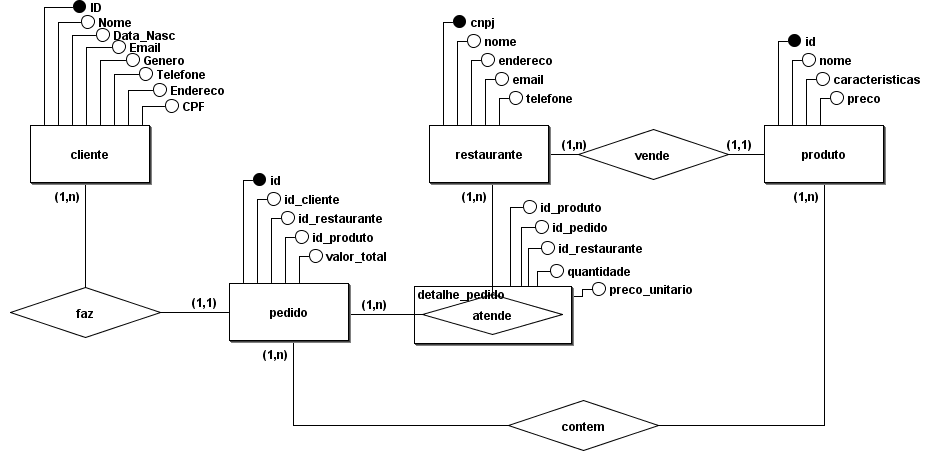 ID
Nome
Data_Nasc
Email
Genero
Telefone
Endereco
CPF
cliente
(1,n)
cnpj
nome
endereco
email
telefone
restaurante
(1,n)
vende
(1,1)
(1,n)
id
nome
caracteristicas
preco
produto
(1,n)
id
id_cliente
id_restaurante
id_produto
valor_total
id_produto
id_pedido
id_restaurante
quantidade
preco_unitario
detalhe_pedido
faz
(1,1)
pedido
(1,n)
atende
(1,n)
contem